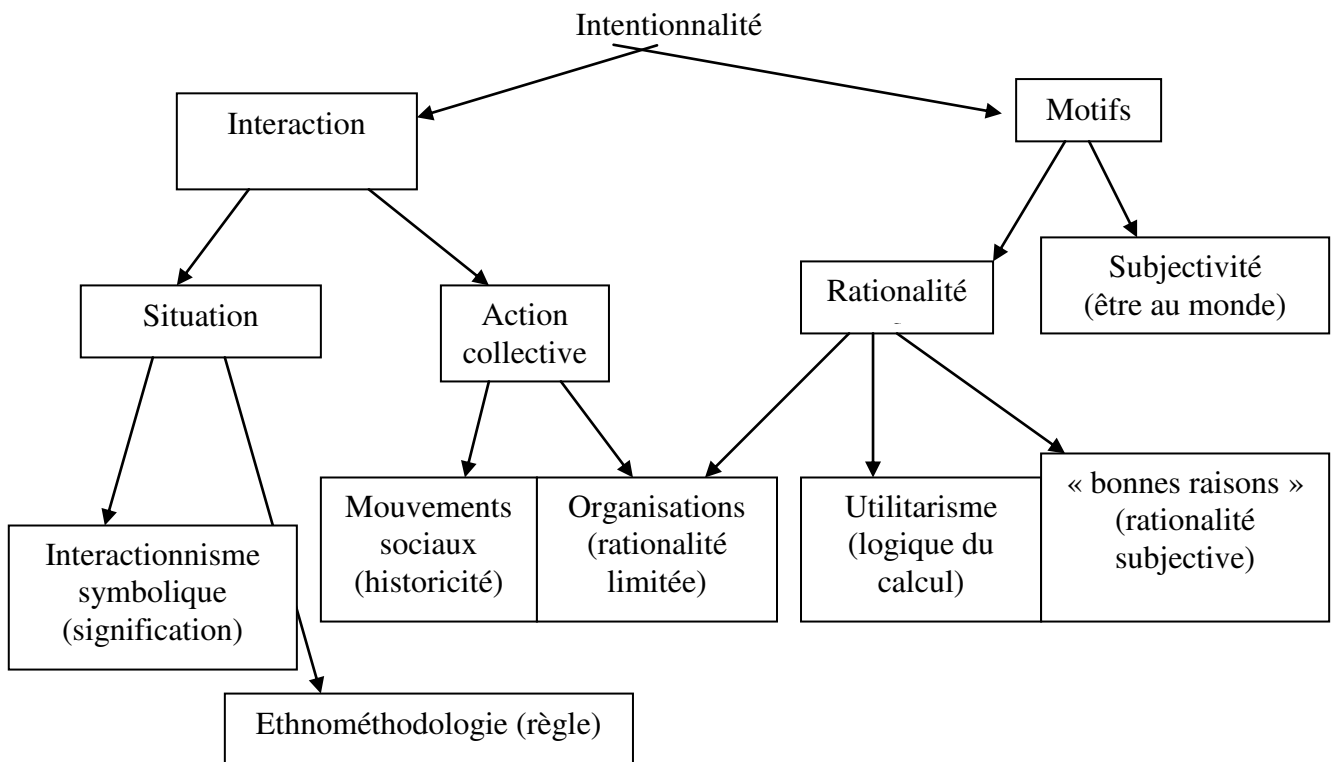 Intentionnalité
Interaction
Motifs
Situation
Action
collective
Rationalité
Subjectivité
(être au monde)
Interactionnisme
symbolique
(signification)
Mouvements
sociaux
(historicité)
Organisations
(rationalité
limitée)
Utilitarisme
(logique du
calcul)
« bonnes raisons »
(rationalité
subjective)
Ethnométhodologie (règle)